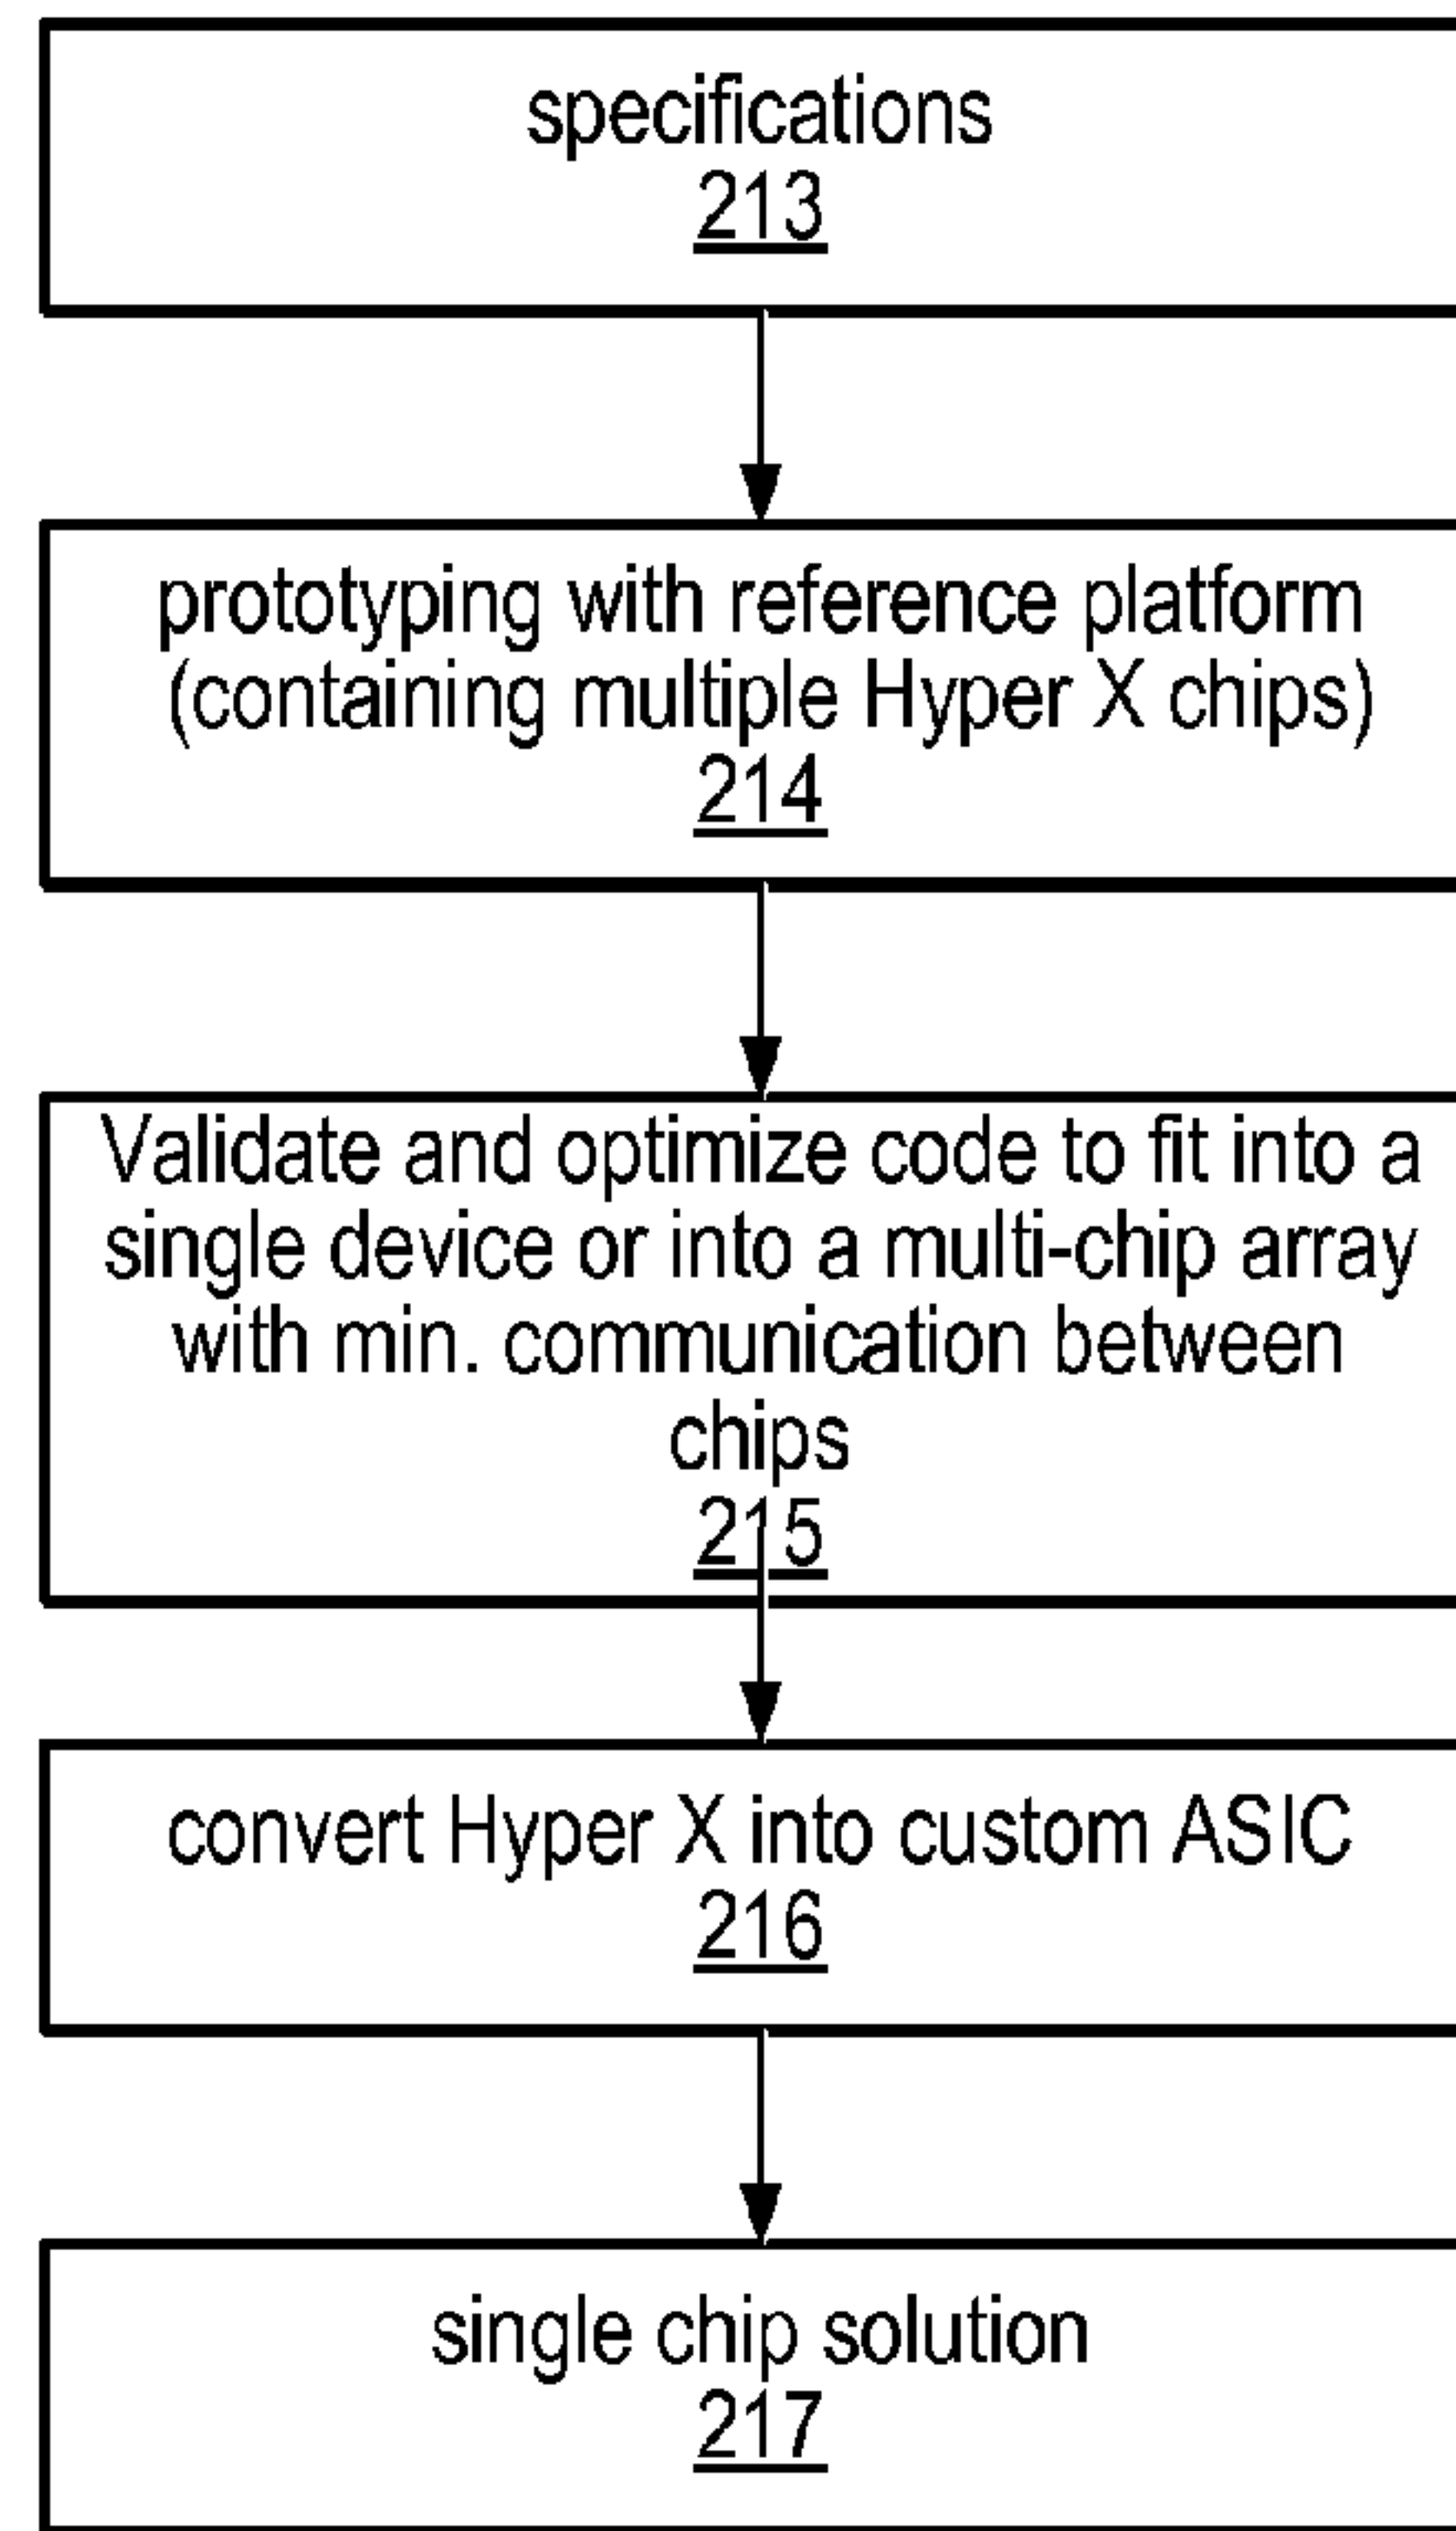 specifications
213
prototyping with reference platform
(containing multiple Hyper X chips)
214
Validate and optimize code to fit into a
single device or into a multi-chip array
with min. communication between
chips
215
convert Hyper X into custom ASIC
216
single chip solution
217